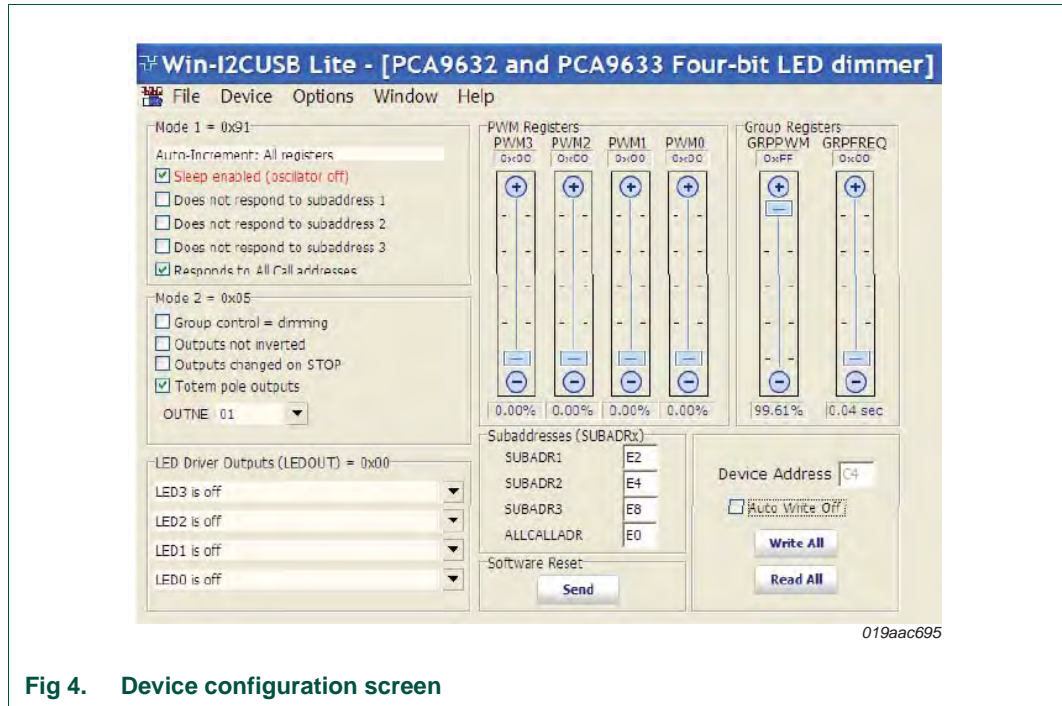 Win-I2CUSB Lite - [PCA9632 and PCA9633 Four-bit LED dimmer]
File Device Options Window Help
Mode 1 = 0x91
Auto-Increment: All registers
Sleep enabled (oscilator off)
Does not respond to subaddress 1
Does not respond to subaddress 2
Does not respond to subaddress 3
Responds to All Call addresses
Mode 2 = 0x05
Group control = dimming
Outputs not inverted
Outputs changed on STOP
Totem pole outputs
OUTNE 01
LED Driver Outputs (LEDOUT) = 0x00
LED3 is off
LED2 is off
LED1 is off
LED0 is off
PWM Registers
PWM3 PWM2 PWM1 PWM0
0x00 0x00 0x00 0x00
0.00% 0.00% 0.00% 0.00%
Group Registers
GRPPWM GRPFREQ
0xFF 0x00
99.61% 0.04 sec
Subaddresses (SUBADRx)
SUBADR1 E2
SUBADR2 E4
SUBADR3 E8
ALLCALLADR E0
Software Reset
Send
Device Address C4
Auto Write Off
Write All
Read All
019aac695
Fig 4. Device configuration screen